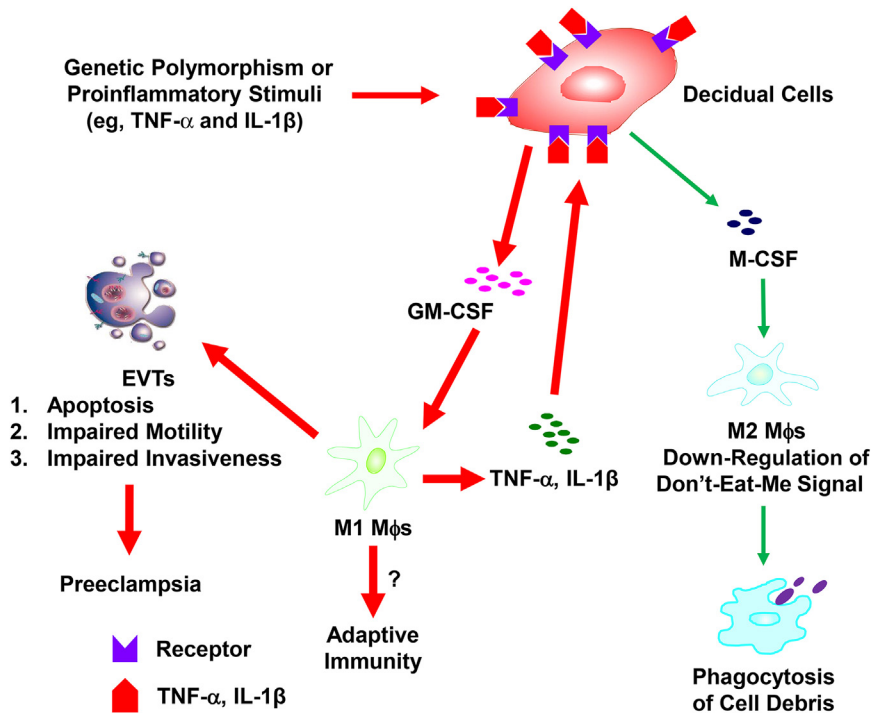 Genetic Polymorphism or
Proinflammatory Stimuli
(eg, TNF-α and IL-1β)
Decidual Cells
M-CSF
GM-CSF
EVTs
1. Apoptosis
2. Impaired Motility
3. Impaired Invasiveness
M2 Mϕs
Down-Regulation of
Don't-Eat-Me Signal
TNF-α, IL-1β
M1 Mϕs
?
Preeclampsia
Adaptive
Immunity
Receptor
TNF-α, IL-1β
Phagocytosis
of Cell Debris